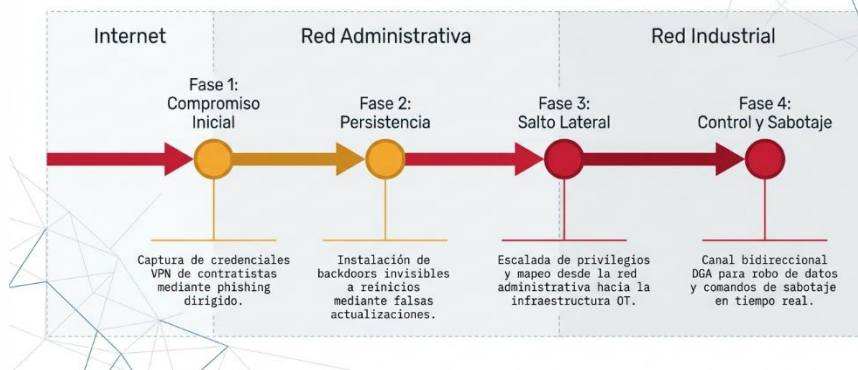 Internet
Red Administrativa
Red Industrial
Fase 1:
Compromiso
Inicial
Fase 2:
Persistencia
Fase 3:
Salto Lateral
Fase 4:
Control y Sabotaje
Captura de credenciales
VPN de contratistas
mediante phishing
dirigido.
Instalación de
backdoors invisibles
a reinicios
mediante falsas
actualizaciones.
Escalada de privilegios
y mapeo desde la red
administrativa hacia la
infraestructura OT.
Canal bidireccional
DGA para robo de datos
y comandos de sabotaje
en tiempo real.